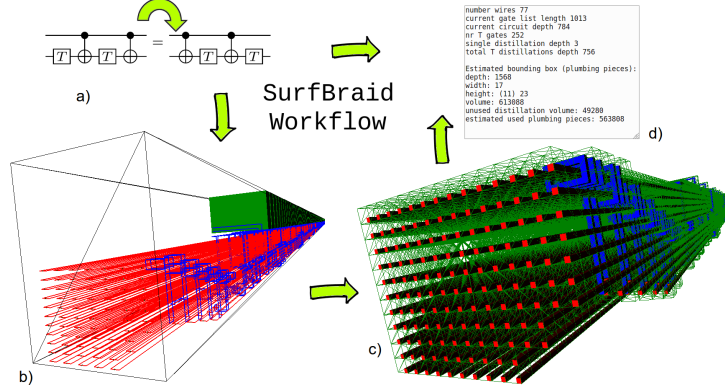 T T = T T
a)
SurfBraid
Workflow
number wires 77
current gate list length 1013
current circuit depth 784
nr T gates 252
single distillation depth 3
total T distillations depth 756
Estimated bounding box (plumbing pieces):
depth: 1568
width: 17
height: (11) 23
volume: 613088
unused distillation volume: 49280
estimated used plumbing pieces: 563808
d)
b)
c)